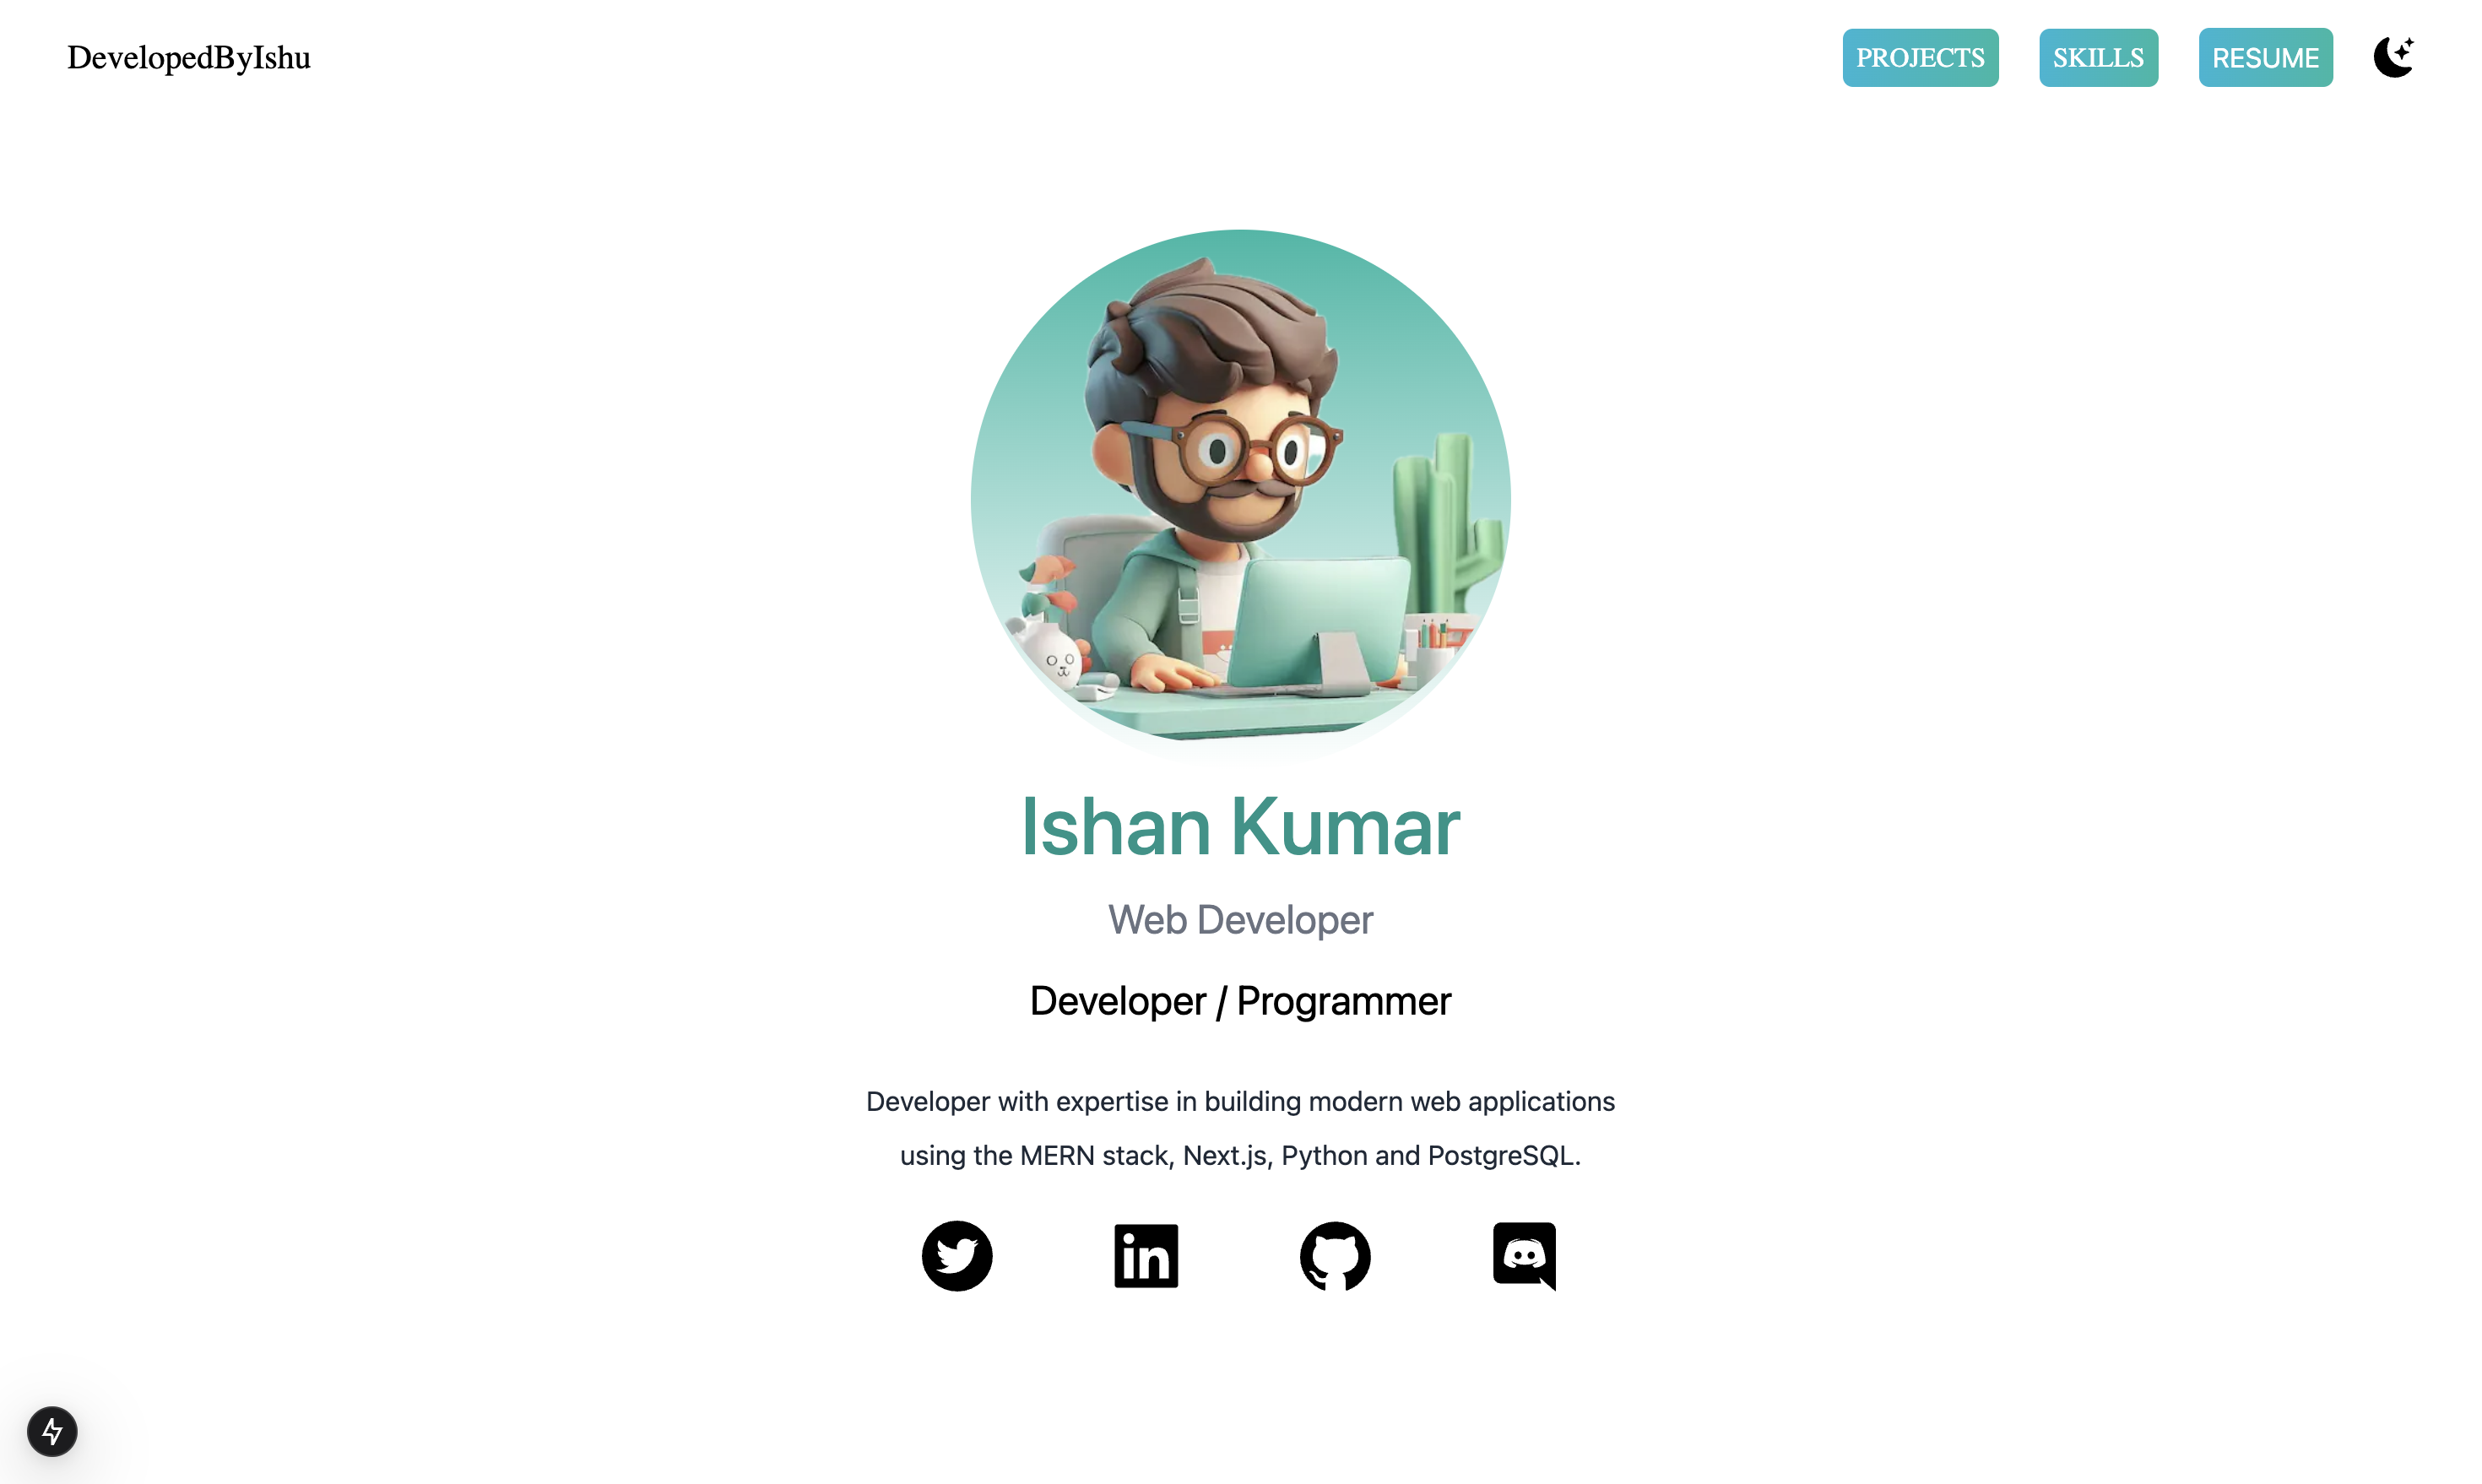 DevelopedByIshu
PROJECTS
SKILLS
RESUME
Ishan Kumar
Web Developer
Developer / Programmer
Developer with expertise in building modern web applications
using the MERN stack, Next.js, Python and PostgreSQL.
in